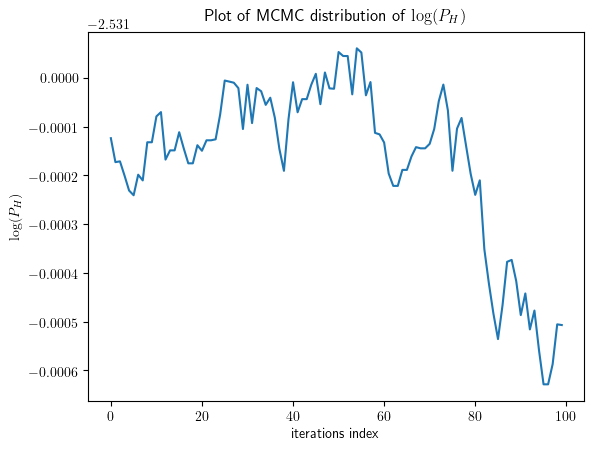 Plot of MCMC distribution of log(P_H)
−2.531
0.0000
−0.0001
−0.0002
−0.0003
−0.0004
−0.0005
−0.0006
log(P_H)
0 20 40 60 80 100
iterations index